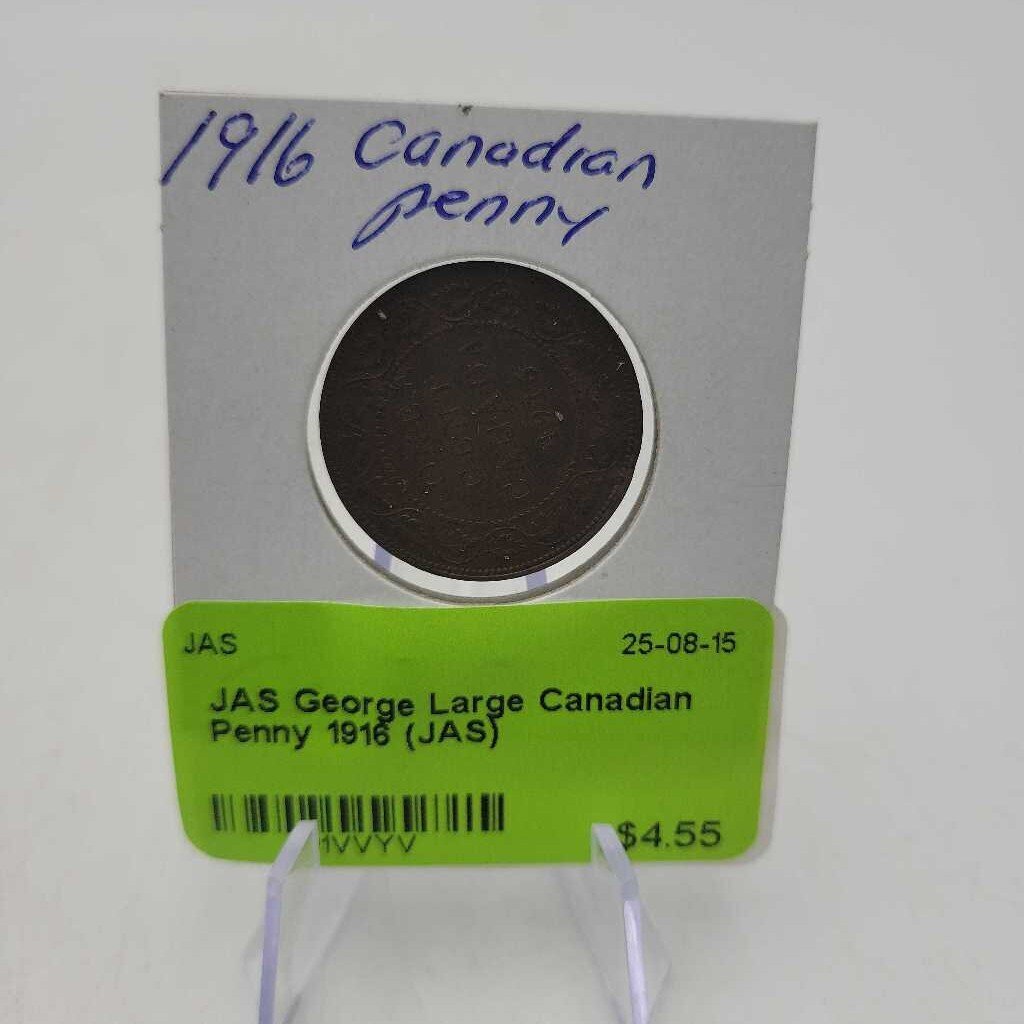 1916 Canadian
penny
JAS 25-08-15
JAS George Large Canadian
Penny 1916 (JAS)
$4.55